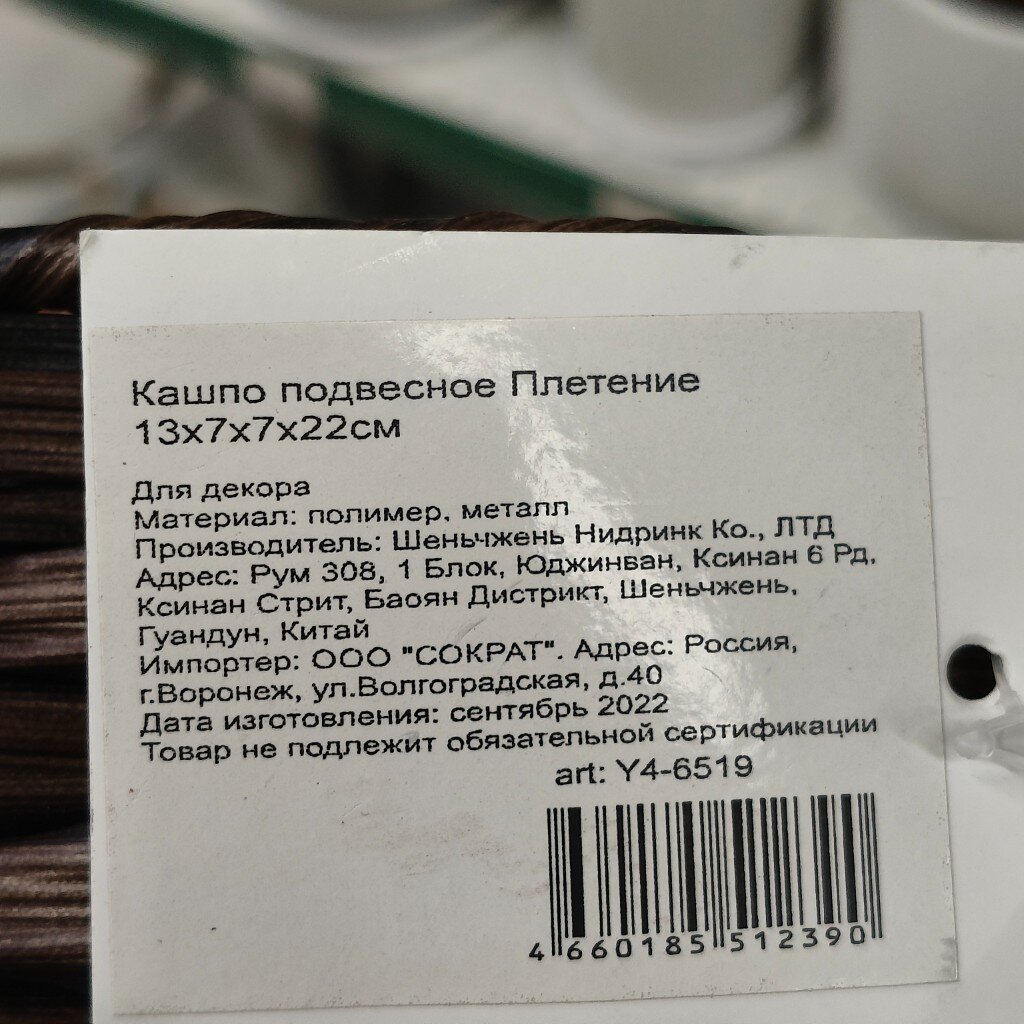 Кашпо подвесное Плетение
13х7х7х22см
Для декора
Материал: полимер, металл
Производитель: Шеньчжень Нидринк Ко., ЛТД
Адрес: Рум 308, 1 Блок, Юджинван, Ксинан 6 Рд,
Ксинан Стрит, Баоян Дистрикт, Шеньчжень,
Гуандун, Китай
Импортер: ООО "СОКРАТ". Адрес: Россия,
г.Воронеж, ул.Волгоградская, д.40
Дата изготовления: сентябрь 2022
Товар не подлежит обязательной сертификации
art: Y4-6519
4 660185 512390